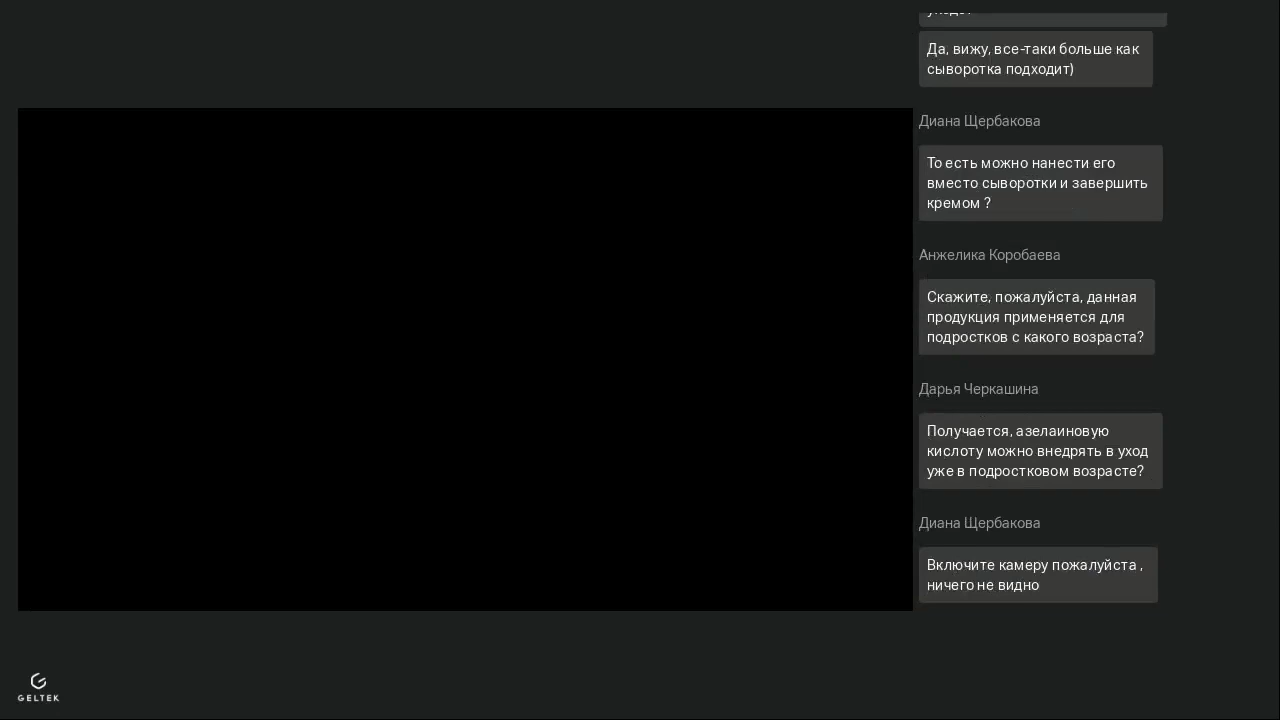 Да, вижу, все-таки больше как
сыворотка подходит)
Диана Щербакова
То есть можно нанести его
вместо сыворотки и завершить
кремом ?
Анжелика Коробаева
Скажите, пожалуйста, данная
продукция применяется для
подростков с какого возраста?
Дарья Черкашина
Получается, азелаиновую
кислоту можно внедрять в уход
уже в подростковом возрасте?
Диана Щербакова
Включите камеру пожалуйста ,
ничего не видно
GELTEK